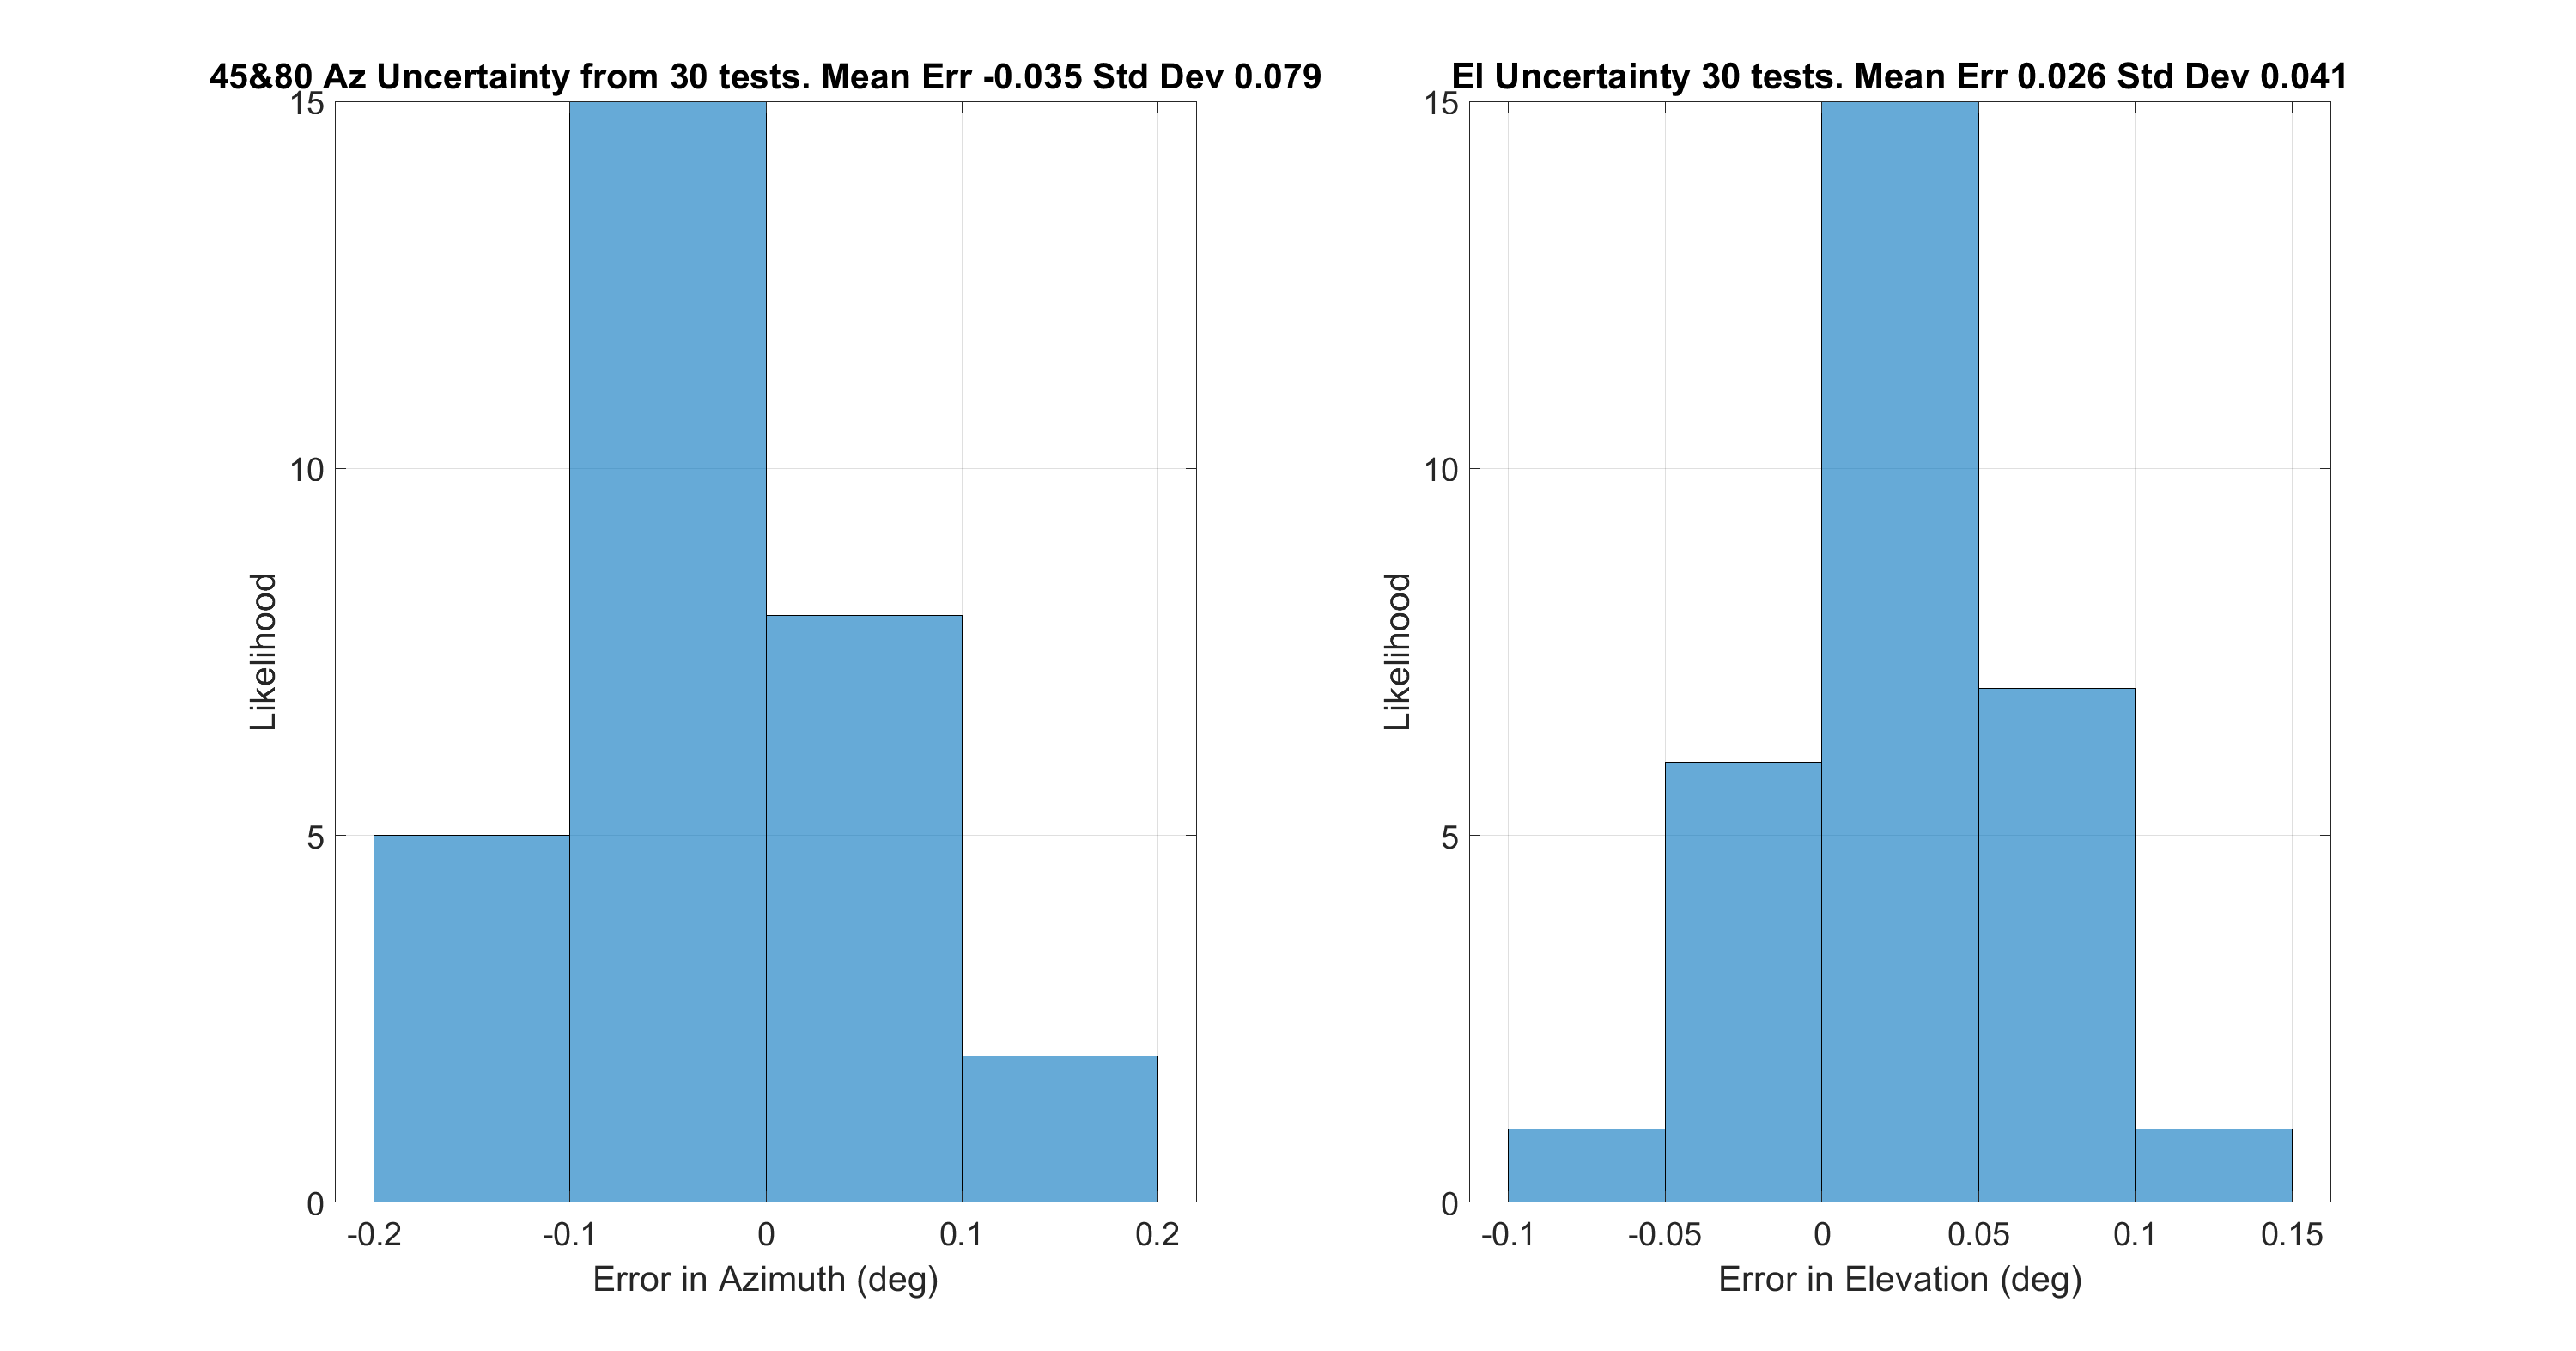 45&80 Az Uncertainty from 30 tests. Mean Err -0.035 Std Dev 0.079
15
10
5
0
Likelihood
-0.2 -0.1 0 0.1 0.2
Error in Azimuth (deg)
El Uncertainty 30 tests. Mean Err 0.026 Std Dev 0.041
15
10
5
0
Likelihood
-0.1 -0.05 0 0.05 0.1 0.15
Error in Elevation (deg)